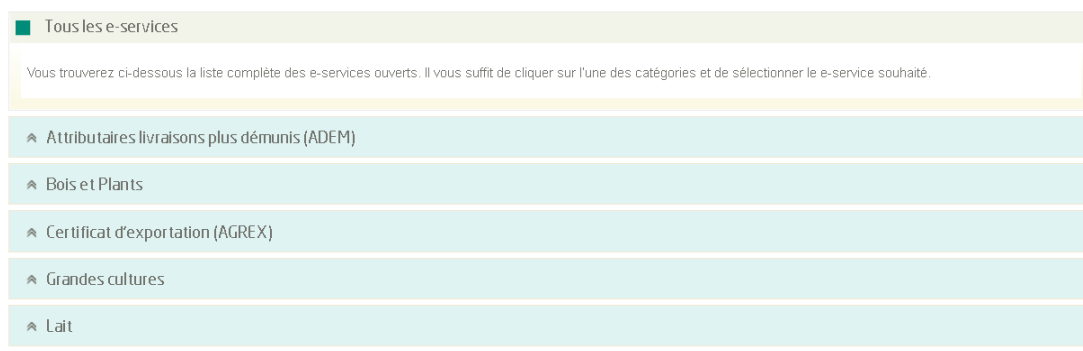 Tous les e-services
Vous trouverez ci-dessous la liste complète des e-services ouverts. Il vous suffit de cliquer sur l'une des catégories et de sélectionner le e-service souhaité.
Attributaires livraisons plus démunis (ADEM)
Bois et Plants
Certificat d'exportation (AGREX)
Grandes cultures
Lait